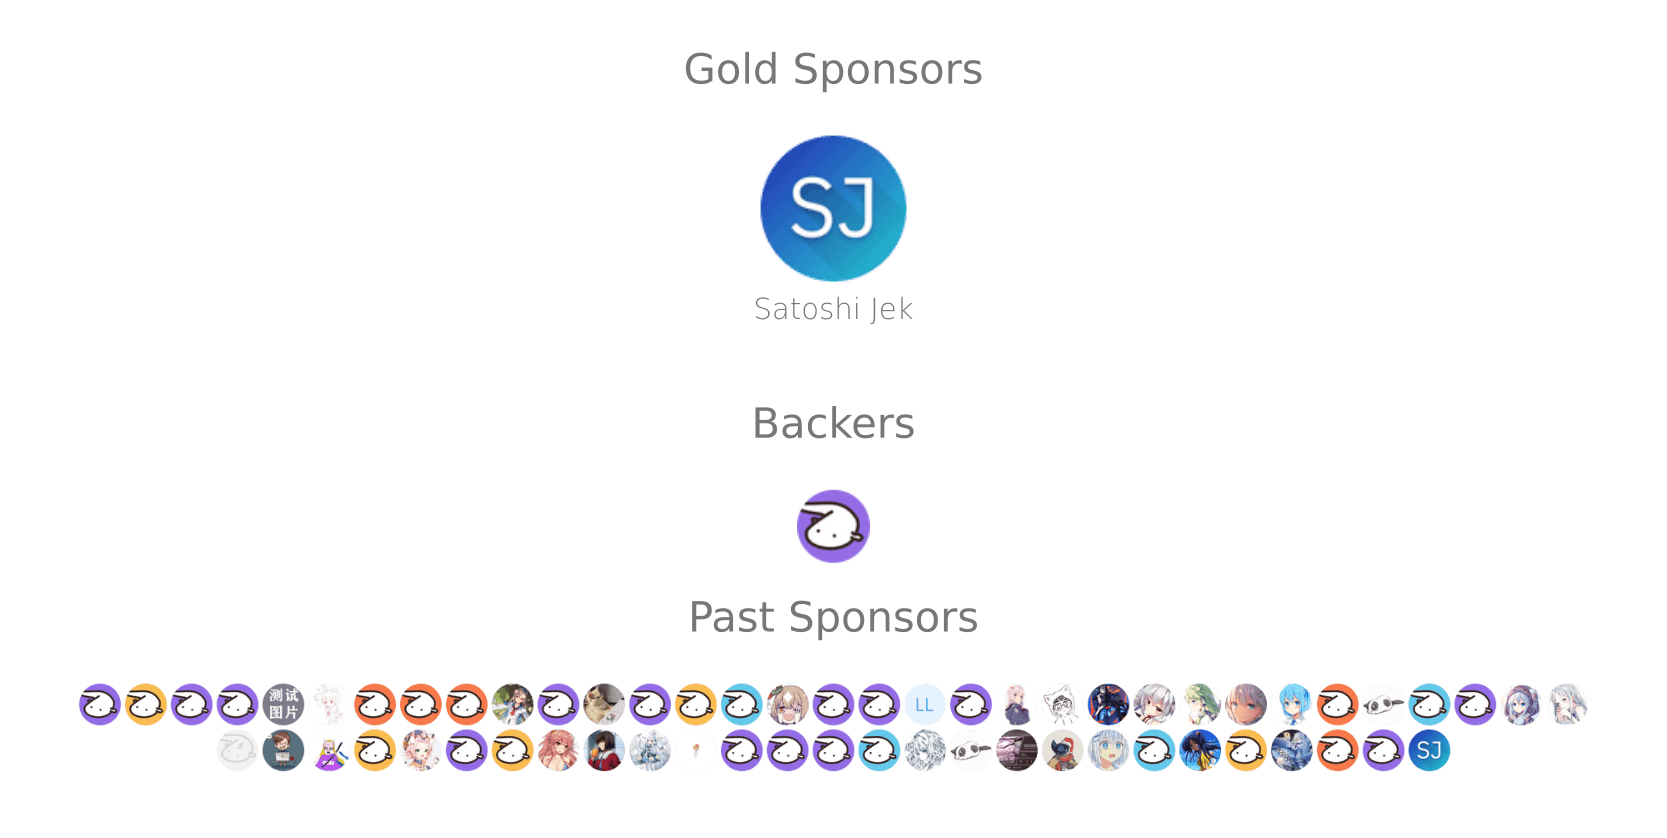 Gold Sponsors
SJ
Satoshi Jek
Backers
Past Sponsors
测试
图片
LL
SJ